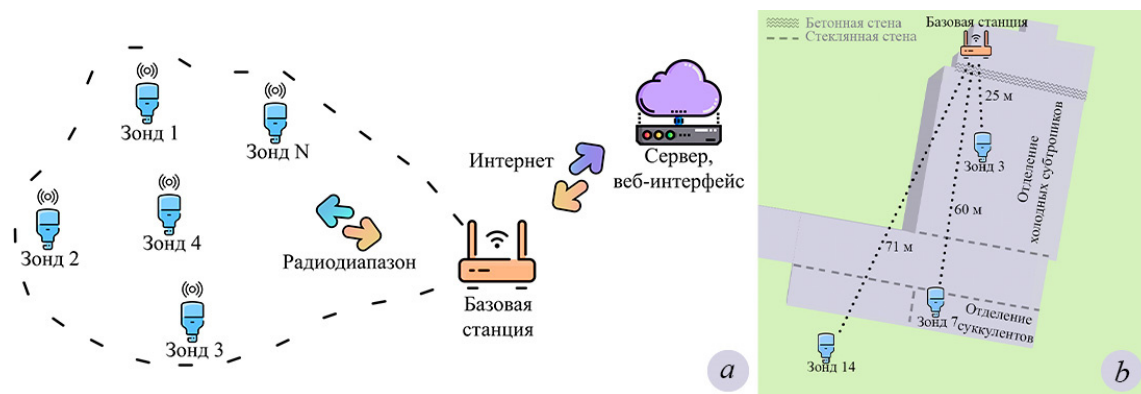 Зонд 1
Зонд N
Зонд 2
Зонд 4
Зонд 3
Радиодиапазон
Базовая
станция
Интернет
Сервер,
веб-интерфейс
a
Бетонная стена
Стеклянная стена
Базовая станция
25 м
Зонд 3
Отделение
холодных субтроников
60 м
71 м
Зонд 7
Отделение
суккулентов
Зонд 14
b